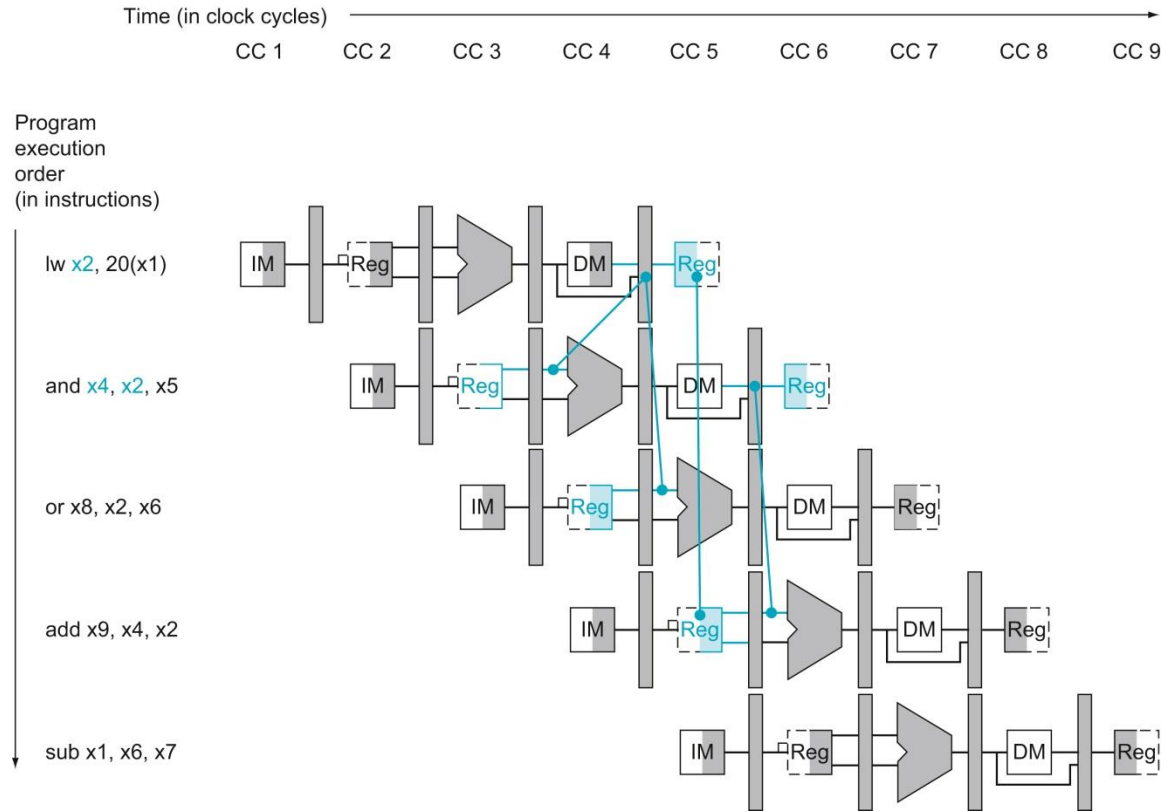 Time (in clock cycles)
CC 1 CC 2 CC 3 CC 4 CC 5 CC 6 CC 7 CC 8 CC 9
Program
execution
order
(in instructions)
lw x2, 20(x1) IM Reg DM Reg
and x4, x2, x5 IM Reg DM Reg
or x8, x2, x6 IM Reg DM Reg
add x9, x4, x2 IM Reg DM Reg
sub x1, x6, x7 IM Reg DM Reg